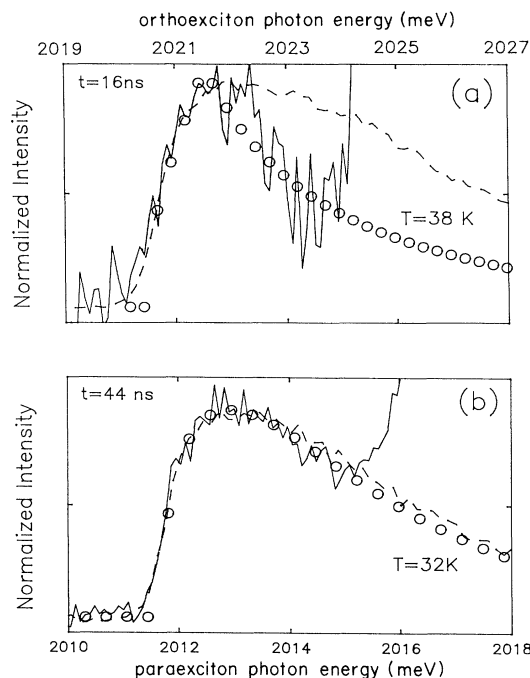 orthoexciton photon energy (meV)
2019 2021 2023 2025 2027
t=16ns
(a)
Normalized Intensity
T=38 K
t=44 ns
(b)
Normalized Intensity
T=32K
2010 2012 2014 2016 2018
paraexciton photon energy (meV)